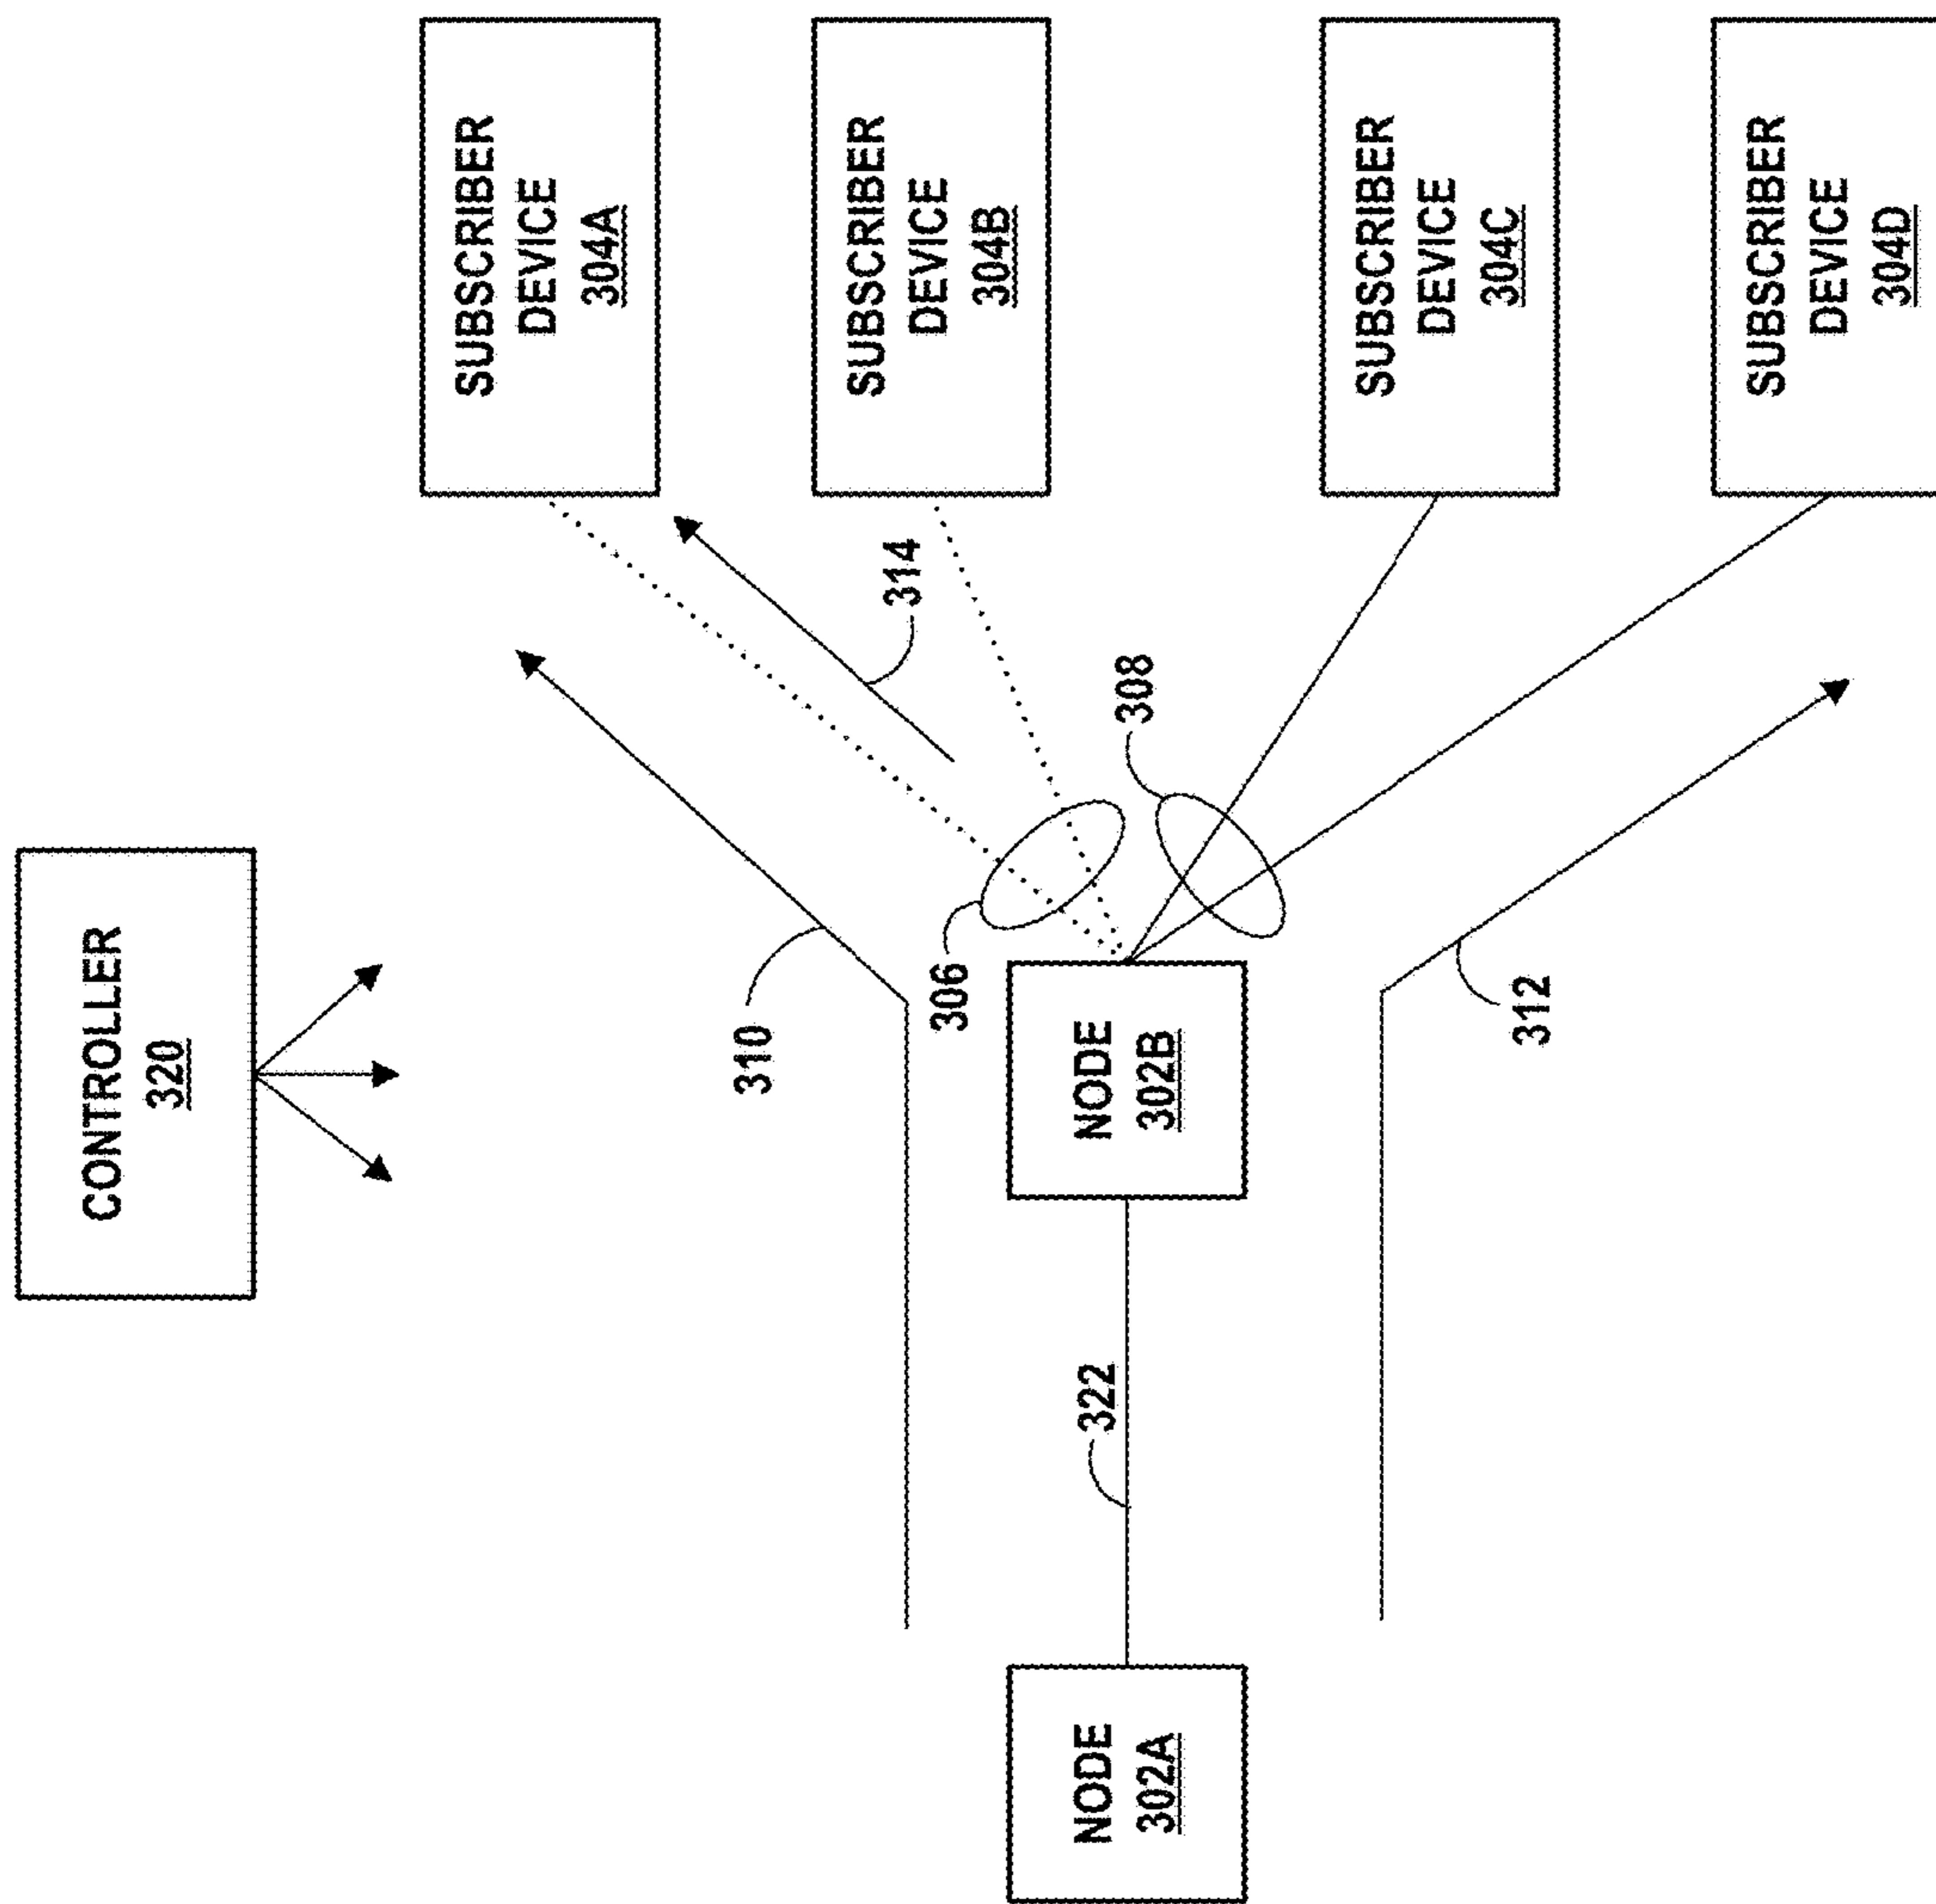 CONTROLLER
320
SUBSCRIBER
DEVICE
304A
310
SUBSCRIBER
DEVICE
304B
314
306
NODE
302A
322
NODE
302B
308
SUBSCRIBER
DEVICE
304C
312
SUBSCRIBER
DEVICE
304D